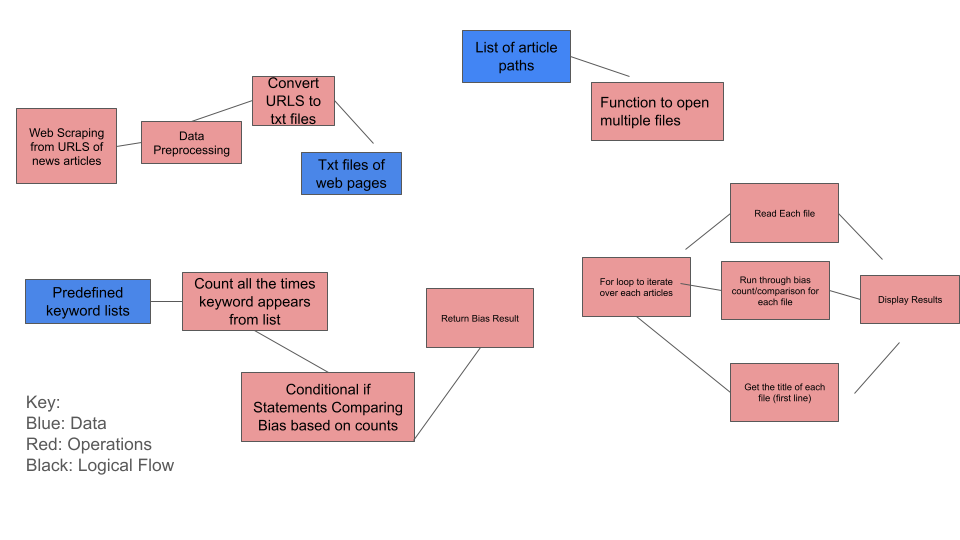 List of article
paths
Convert
URLS to
txt files
Function to open
multiple files
Web Scraping
from URLS of
news articles
Data
Preprocessing
Txt files of
web pages
Read Each file
Predefined
keyword lists
Count all the times
keyword appears
from list
Return Bias Result
For loop to iterate
over each articles
Run through bias
count/comparison for
each file
Display Results
Conditional if
Statements Comparing
Bias based on counts
Get the title of each
file (first line)
Key:
Blue: Data
Red: Operations
Black: Logical Flow